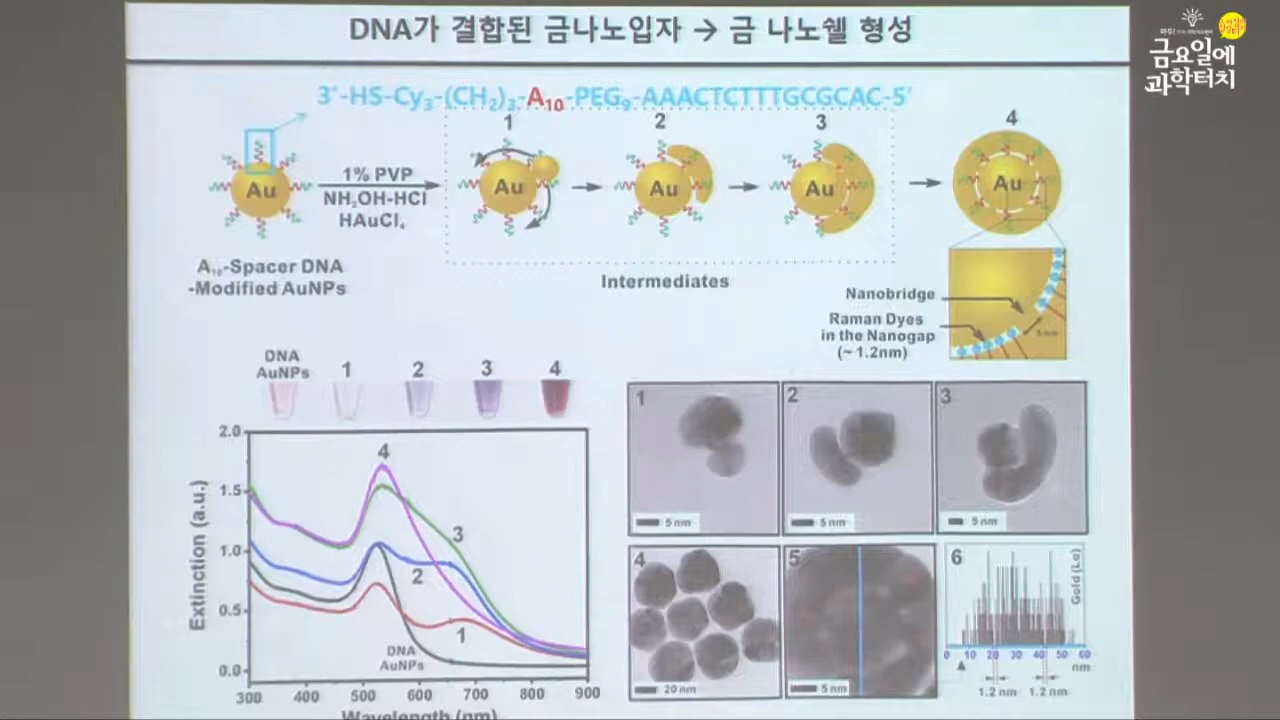 DNA가 결합된 금나노입자 → 금 나노쉘 형성
금요일에
과학터치
3'-HS-Cy3-(CH2)3-A10-PEG9-AAACTCTTTGCGCAC-5'
1
2
3
4
Au
1% PVP
NH2OH-HCl
HAuCl4
Au
Au
Au
Au
A10-Spacer DNA
-Modified AuNPs
Intermediates
Nanobridge
Raman Dyes
in the Nanogap
(~ 1.2nm)
DNA
AuNPs
1
2
3
4
2.0
1.5
1.0
0.5
0.0
Extinction (a.u.)
4
3
2
1
DNA
AuNPs
300 400 500 600 700 800 900
Wavelength (nm)
1
5 nm
2
5 nm
3
5 nm
4
20 nm
5
5 nm
6
Gold (Lα)
0 10 20 30 40 50 60
nm
1.2 nm 1.2 nm